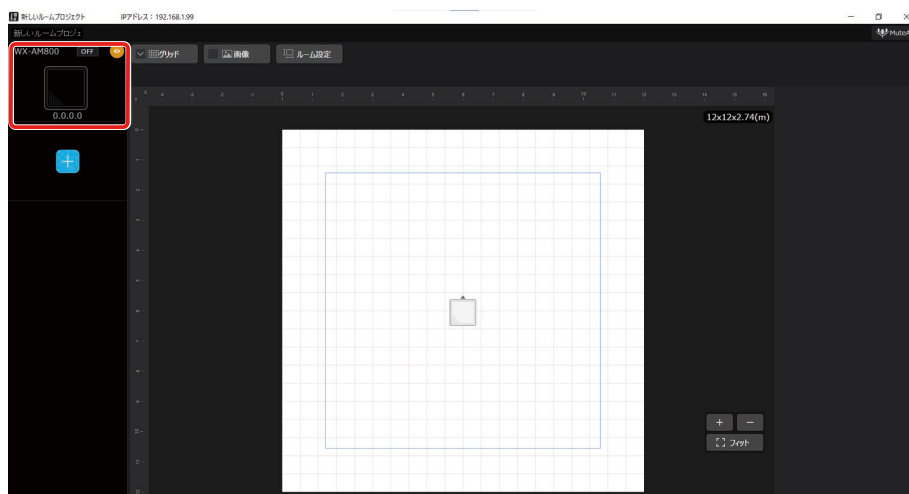 新しいルームプロジェクト IPアドレス：192.168.1.99
新しいルームプロジェ
MuteA
WX-AM800 OFF
グリッド 画像 ルーム設定
0.0.0.0
12x12x2.74(m)
フィット